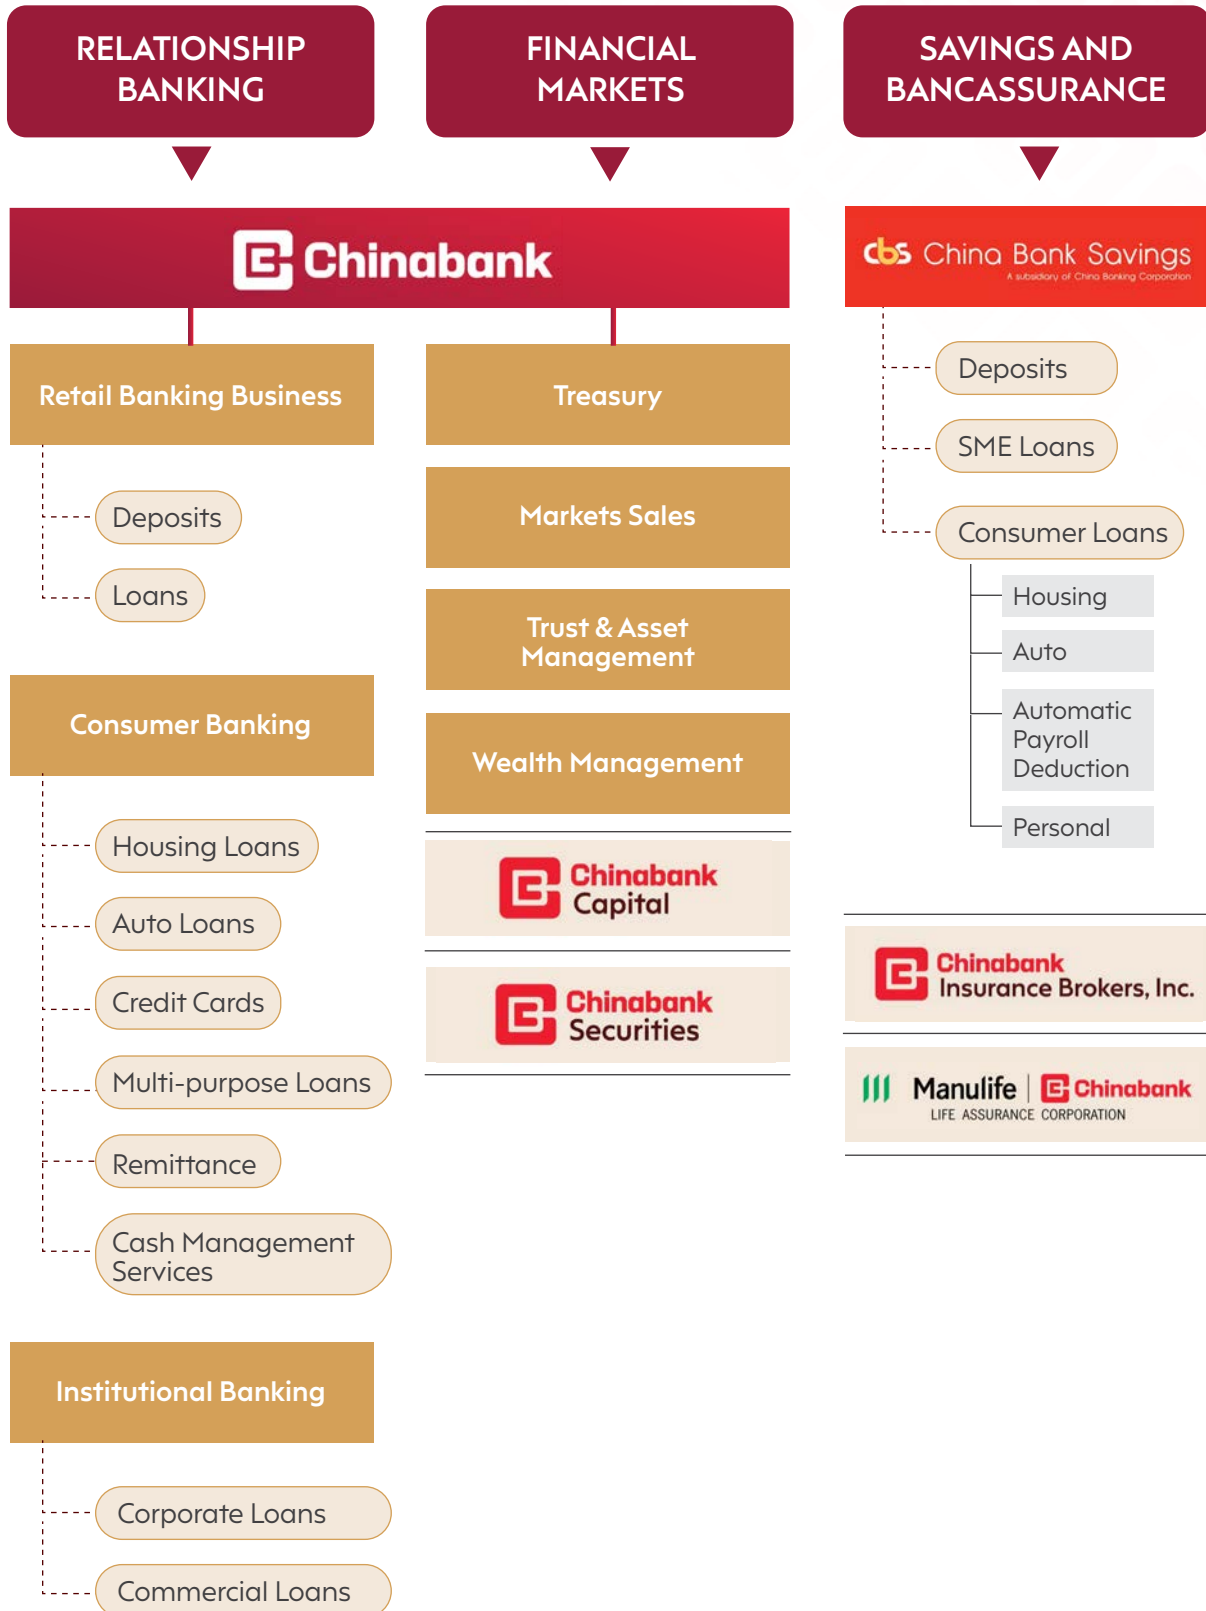 RELATIONSHIP
BANKING
FINANCIAL
MARKETS
SAVINGS AND
BANCASSURANCE
Chinabank
cbs China Bank Savings
A subsidiary of China Banking Corporation
Retail Banking Business
Deposits
Loans
Consumer Banking
Housing Loans
Auto Loans
Credit Cards
Multi-purpose Loans
Remittance
Cash Management
Services
Institutional Banking
Corporate Loans
Commercial Loans
Treasury
Markets Sales
Trust & Asset
Management
Wealth Management
Chinabank
Capital
Chinabank
Securities
Deposits
SME Loans
Consumer Loans
Housing
Auto
Automatic
Payroll
Deduction
Personal
Chinabank
Insurance Brokers, Inc.
Manulife | Chinabank
LIFE ASSURANCE CORPORATION